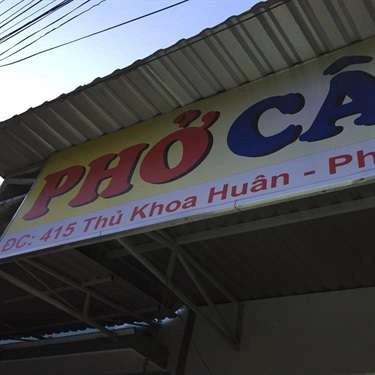 PHỞ CÂ
ĐC: 415 Thủ Khoa Huân - Ph